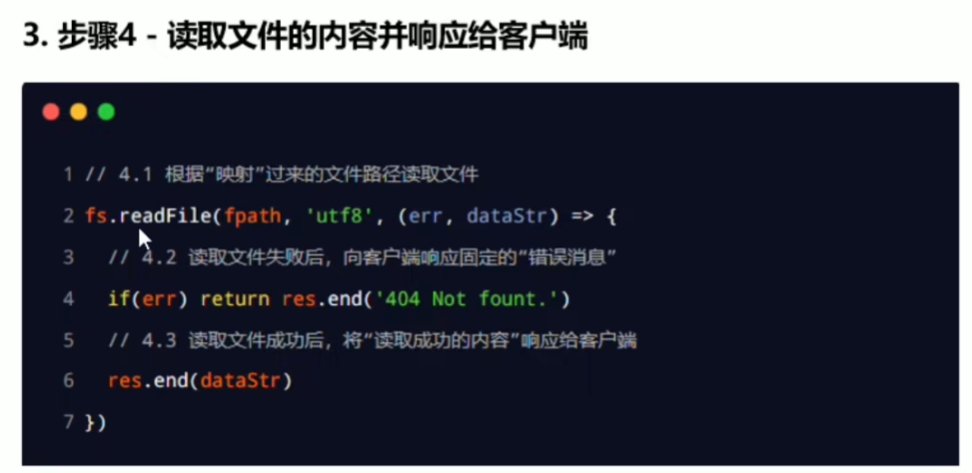 3. 步骤4 - 读取文件的内容并响应给客户端
1 // 4.1 根据“映射”过来的文件路径读取文件
2 fs.readFile(fpath, 'utf8', (err, dataStr) => {
3 // 4.2 读取文件失败后，向客户端响应固定的“错误消息”
4 if(err) return res.end('404 Not fount.')
5 // 4.3 读取文件成功后，将“读取成功的内容”响应给客户端
6 res.end(dataStr)
7 })